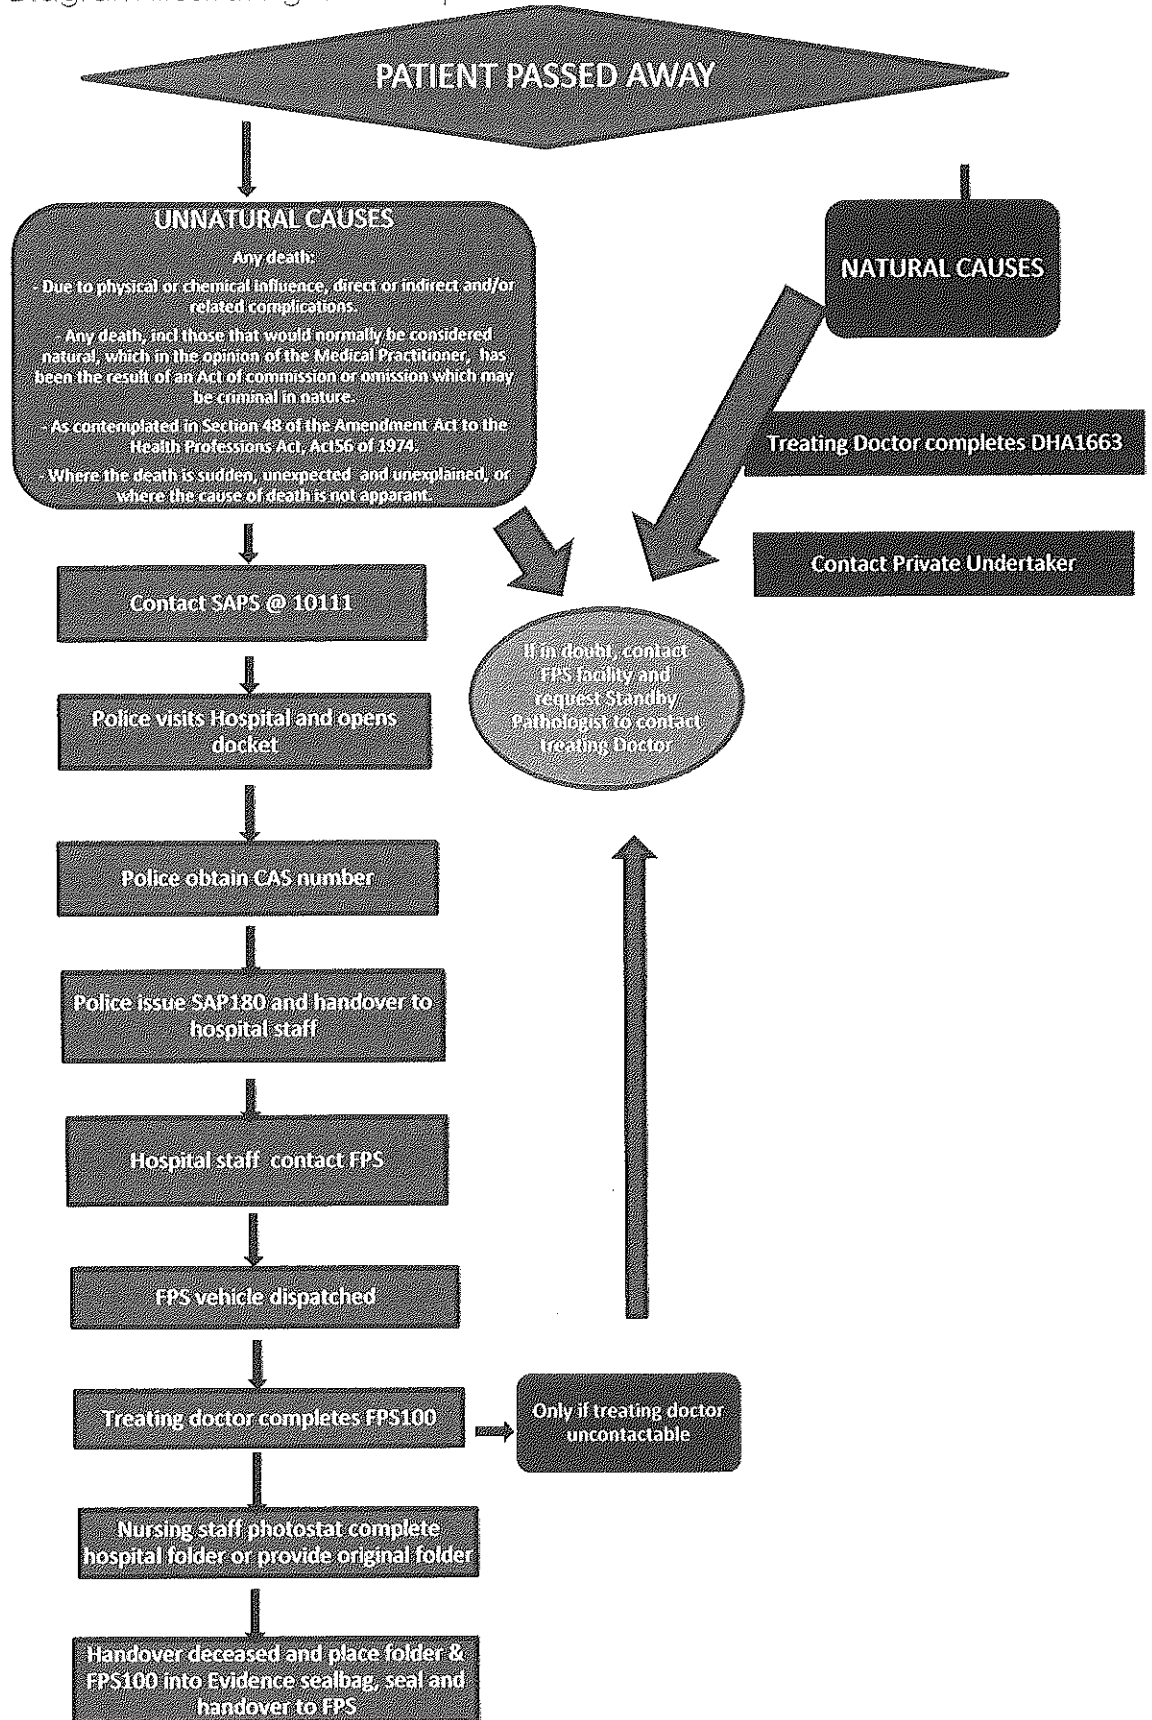 PATIENT PASSED AWAY
UNNATURAL CAUSES
Any death:
- Due to physical or chemical influence, direct or indirect and/or
related complications.
- Any death, incl those that would normally be considered
natural, which in the opinion of the Medical Practitioner, has
been the result of an Act of commission or omission which may
be criminal in nature.
- As contemplated in Section 48 of the Amendment Act to the
Health Professions Act, Act56 of 1974.
- Where the death is sudden, unexpected and unexplained, or
where the cause of death is not apparant.
NATURAL CAUSES
Treating Doctor completes DHA1663
Contact Private Undertaker
If in doubt, contact
FPS facility and
request Standby
Pathologist to contact
treating Doctor
Contact SAPS @ 10111
Police visits Hospital and opens
docket
Police obtain CAS number
Police issue SAP180 and handover to
hospital staff
Hospital staff contact FPS
FPS vehicle dispatched
Treating doctor completes FPS100
Only if treating doctor
uncontactable
Nursing staff photostat complete
hospital folder or provide original folder
Handover deceased and place folder &
FPS100 into Evidence sealbag, seal and
handover to FPS